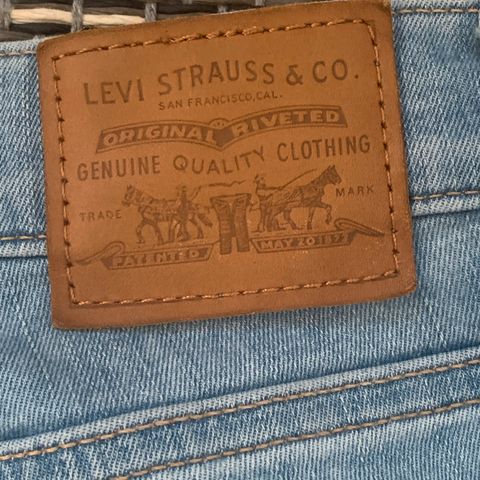 LEVI STRAUSS & CO.
SAN FRANCISCO, CAL.
ORIGINAL RIVETED
GENUINE QUALITY CLOTHING
TRADE MARK
PATENTED MAY 20 1873